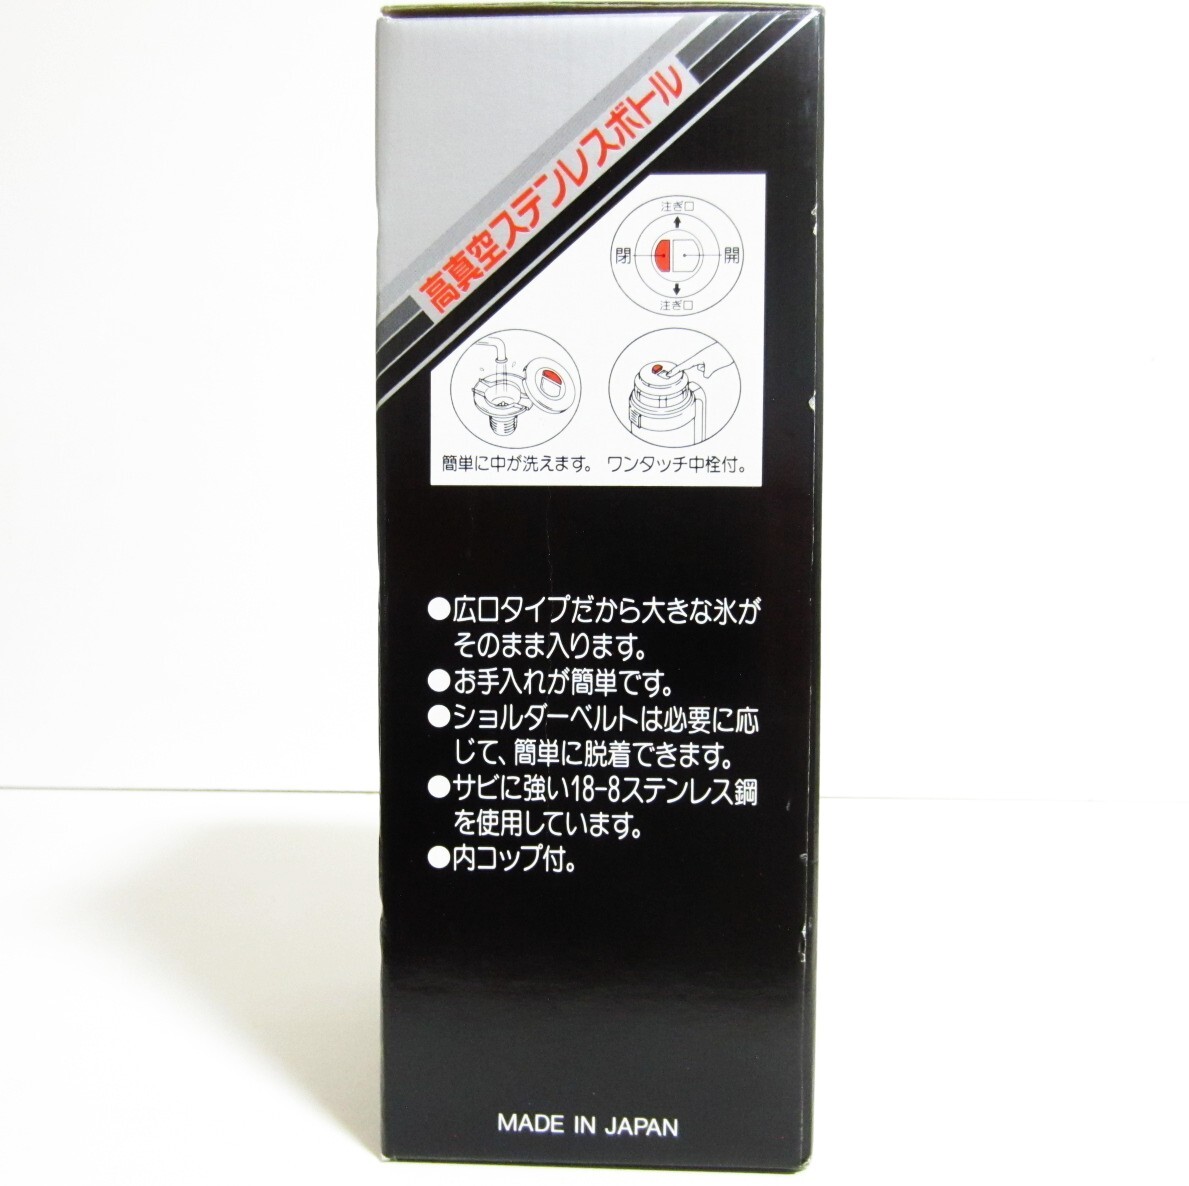 高真空ステンレスボトル
注ぎ口
閉 開
注ぎ口
簡単に中が洗えます。 ワンタッチ中栓付。
●広口タイプだから大きな氷が
そのまま入ります。
●お手入れが簡単です。
●ショルダーベルトは必要に応
じて、簡単に脱着できます。
●サビに強い18-8ステンレス鋼
を使用しています。
●内コップ付。
MADE IN JAPAN